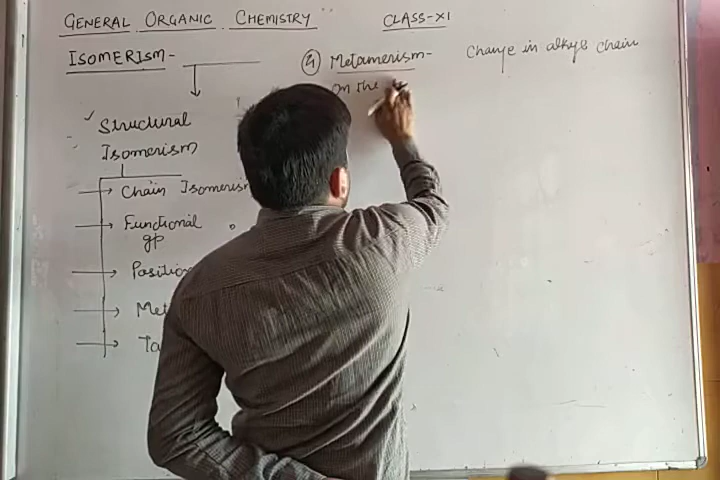 GENERAL ORGANIC CHEMISTRY CLASS-XI
ISOMERISM-
Structural
Isomerism
Chain Isomerism
Functional
gp
Position
Met
Ta
④ Metamerism- Change in alkyl chain
On the